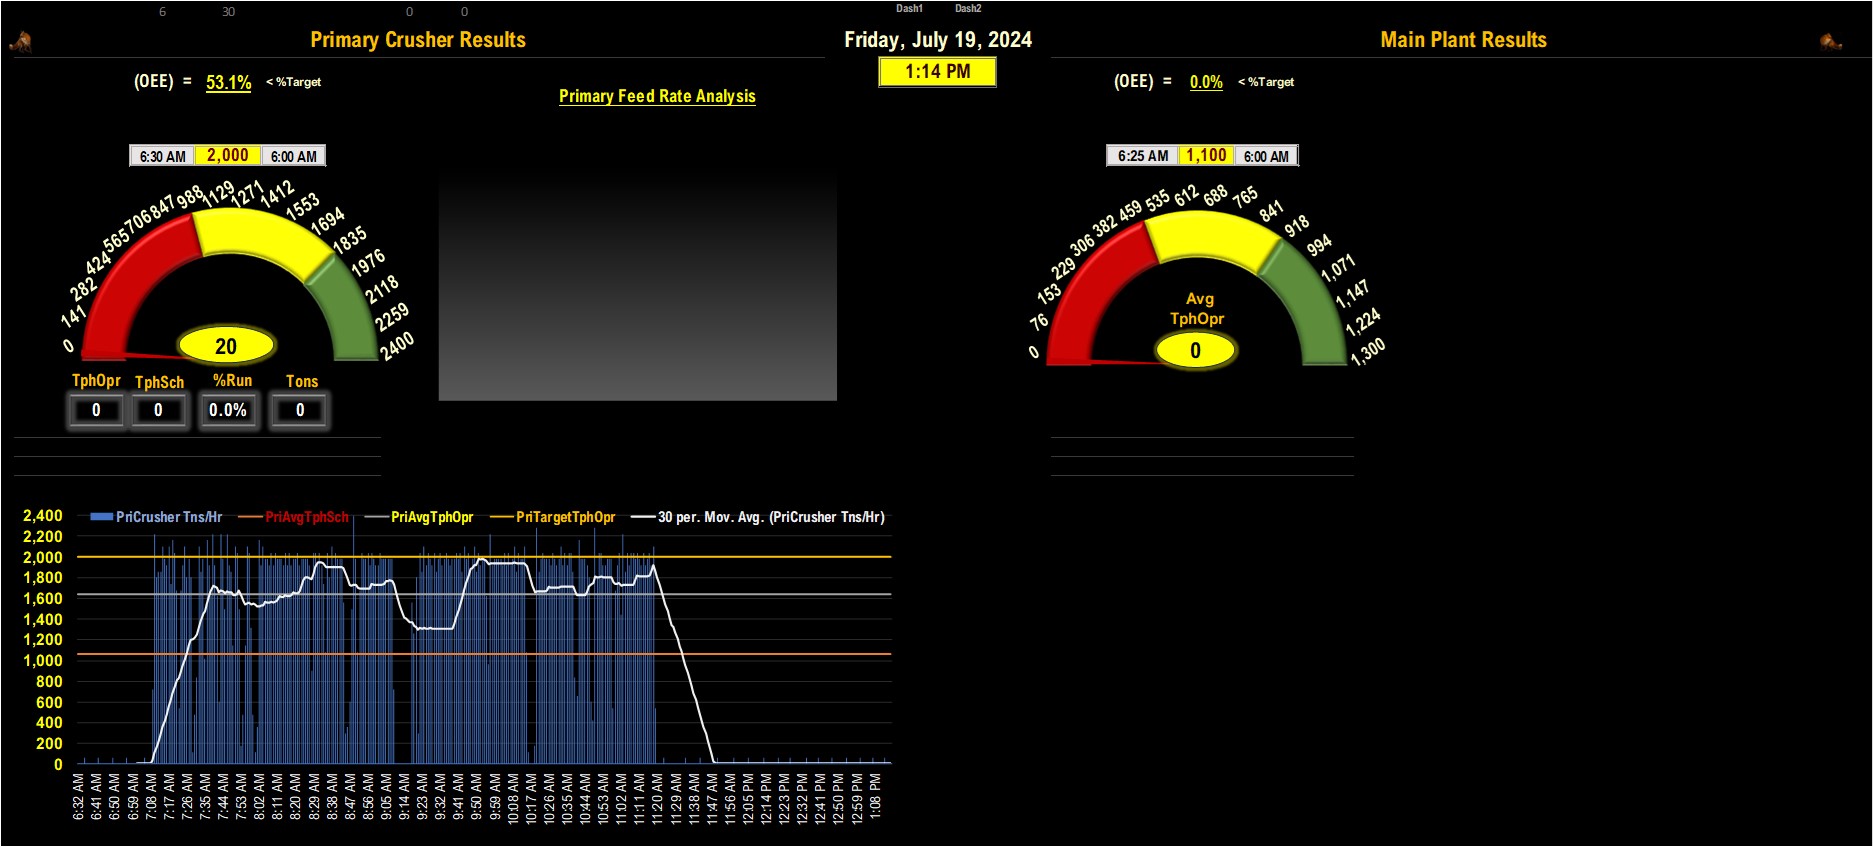 6 30 0 0 Dash1 Dash2
Primary Crusher Results
Friday, July 19, 2024
Main Plant Results
1:14 PM
(OEE) = 53.1% < %Target
Primary Feed Rate Analysis
(OEE) = 0.0% < %Target
6:30 AM 2,000 6:00 AM
0
141
282
424
565
706
847
988
1129
1271
1412
1553
1694
1835
1976
2118
2259
2400
20
TphOpr TphSch %Run Tons
0 0 0.0% 0
6:25 AM 1,100 6:00 AM
0
76
153
229
306
382
459
535
612
688
765
841
918
994
1,071
1,147
1,224
1,300
Avg
TphOpr
0
PriCrusher Tns/Hr PriAvgTphSch PriAvgTphOpr PriTargetTphOpr 30 per. Mov. Avg. (PriCrusher Tns/Hr)
2,400
2,200
2,000
1,800
1,600
1,400
1,200
1,000
800
600
400
200
0
6:32 AM
6:41 AM
6:50 AM
6:59 AM
7:08 AM
7:17 AM
7:26 AM
7:35 AM
7:44 AM
7:53 AM
8:02 AM
8:11 AM
8:20 AM
8:29 AM
8:38 AM
8:47 AM
8:56 AM
9:05 AM
9:14 AM
9:23 AM
9:32 AM
9:41 AM
9:50 AM
9:59 AM
10:08 AM
10:17 AM
10:26 AM
10:35 AM
10:44 AM
10:53 AM
11:02 AM
11:11 AM
11:20 AM
11:29 AM
11:38 AM
11:47 AM
11:56 AM
12:05 PM
12:14 PM
12:23 PM
12:32 PM
12:41 PM
12:50 PM
12:59 PM
1:08 PM